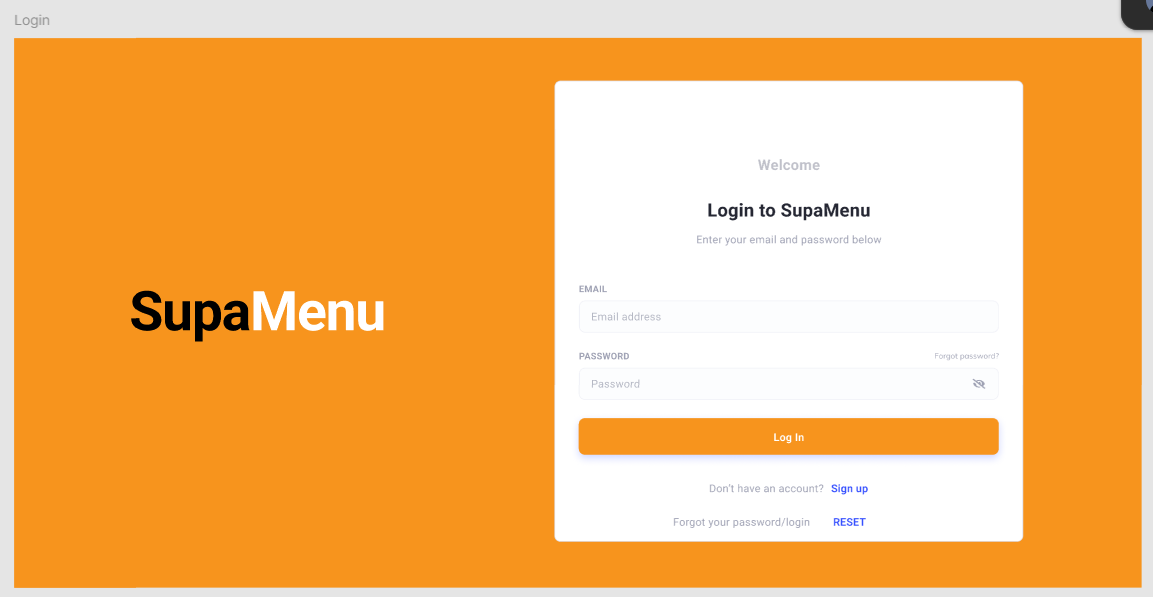 Login
SupaMenu
Welcome
Login to SupaMenu
Enter your email and password below
EMAIL
Email address
PASSWORD Forgot password?
Password
Log In
Don't have an account? Sign up
Forgot your password/login RESET